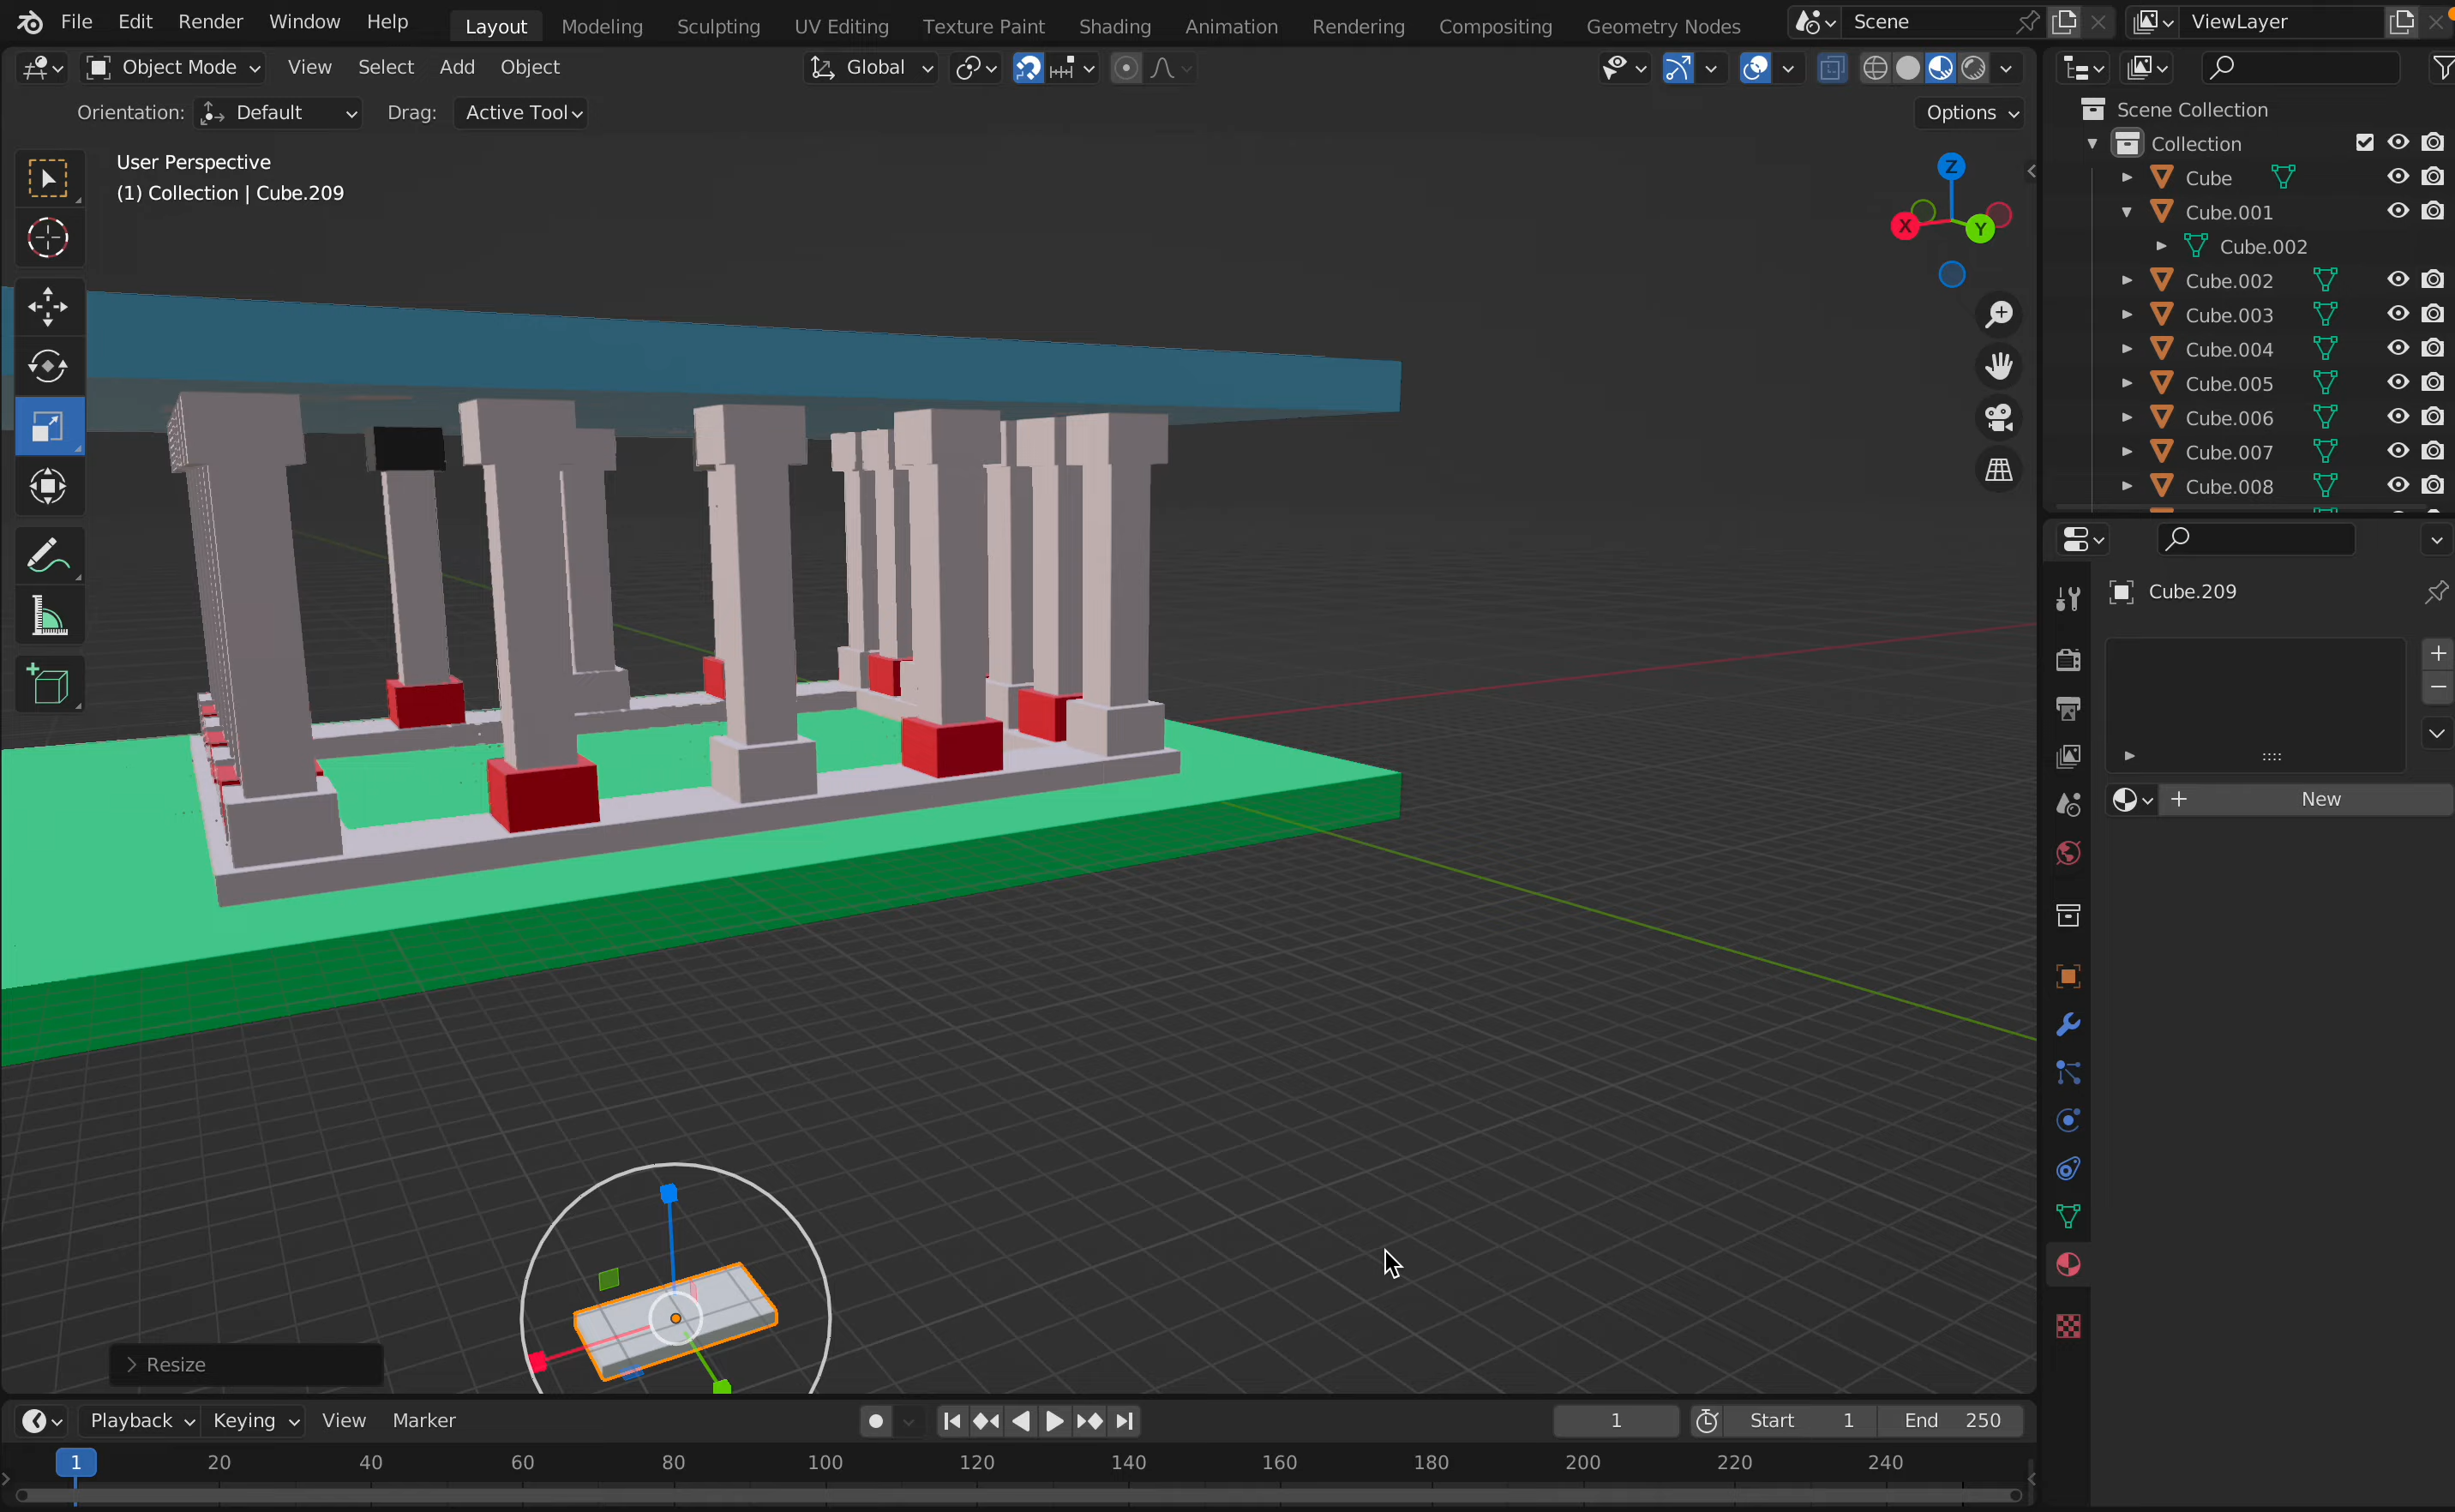 File Edit Render Window Help Layout Modeling Sculpting UV Editing Texture Paint Shading Animation Rendering Compositing Geometry Nodes Scene ViewLayer
Object Mode View Select Add Object Global
Orientation: Default Drag: Active Tool Options
User Perspective
(1) Collection | Cube.209
Z
X
Y
Scene Collection
Collection
Cube
Cube.001
Cube.002
Cube.002
Cube.003
Cube.004
Cube.005
Cube.006
Cube.007
Cube.008
Cube.209
New
Resize
Playback Keying View Marker 1 Start 1 End 250
1 20 40 60 80 100 120 140 160 180 200 220 240